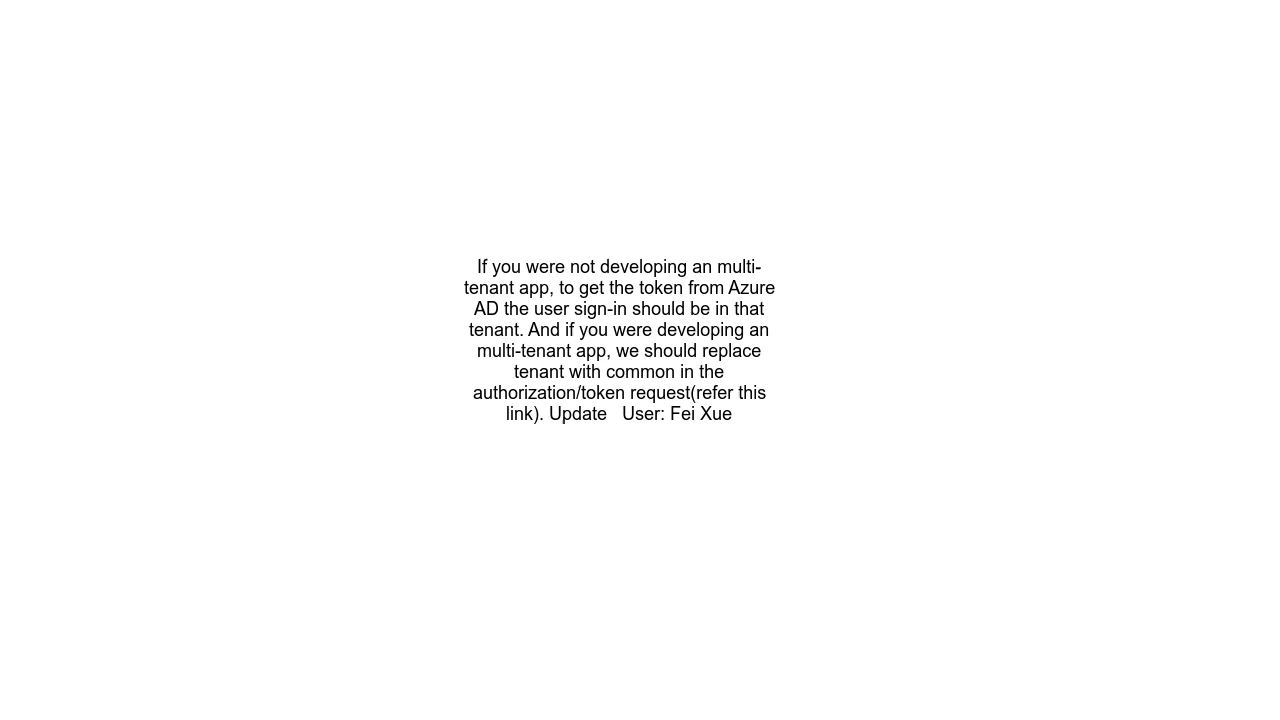 If you were not developing an multi-
tenant app, to get the token from Azure
AD the user sign-in should be in that
tenant. And if you were developing an
multi-tenant app, we should replace
tenant with common in the
authorization/token request(refer this
link). Update   User: Fei Xue